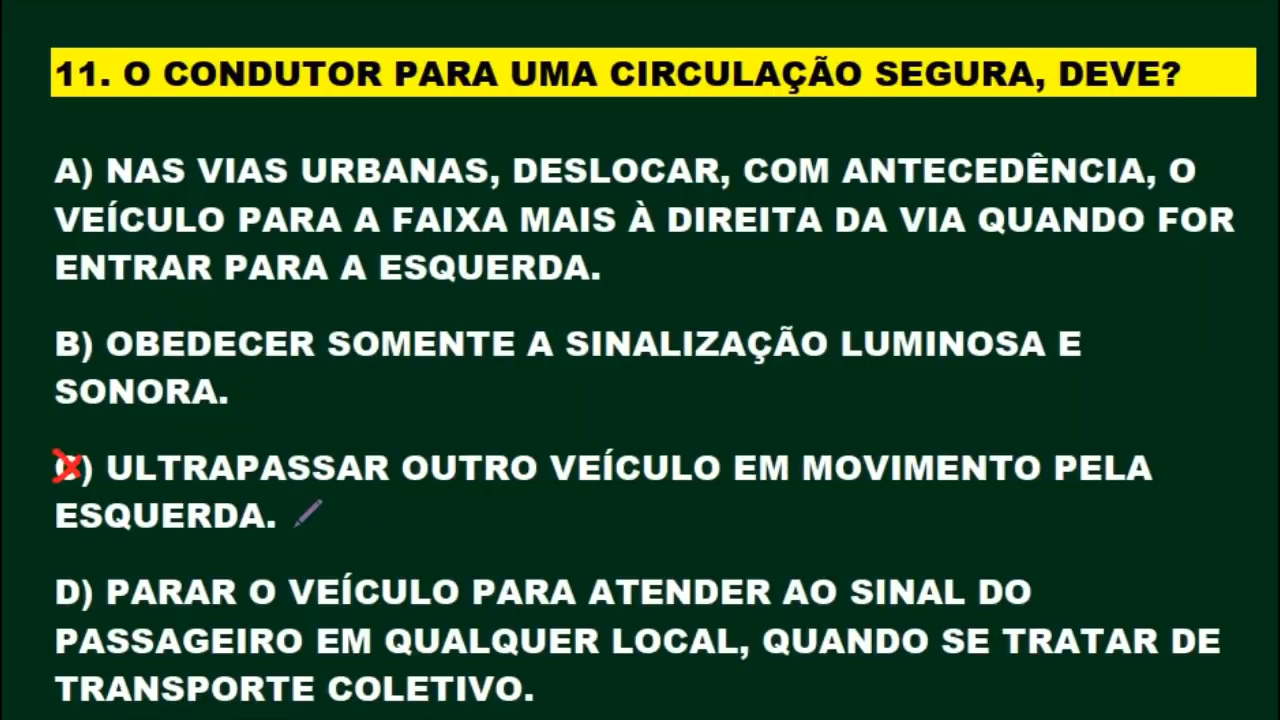 11. O CONDUTOR PARA UMA CIRCULAÇÃO SEGURA, DEVE?
A) NAS VIAS URBANAS, DESLOCAR, COM ANTECEDÊNCIA, O
VEÍCULO PARA A FAIXA MAIS À DIREITA DA VIA QUANDO FOR
ENTRAR PARA A ESQUERDA.
B) OBEDECER SOMENTE A SINALIZAÇÃO LUMINOSA E
SONORA.
C) ULTRAPASSAR OUTRO VEÍCULO EM MOVIMENTO PELA
ESQUERDA.
D) PARAR O VEÍCULO PARA ATENDER AO SINAL DO
PASSAGEIRO EM QUALQUER LOCAL, QUANDO SE TRATAR DE
TRANSPORTE COLETIVO.